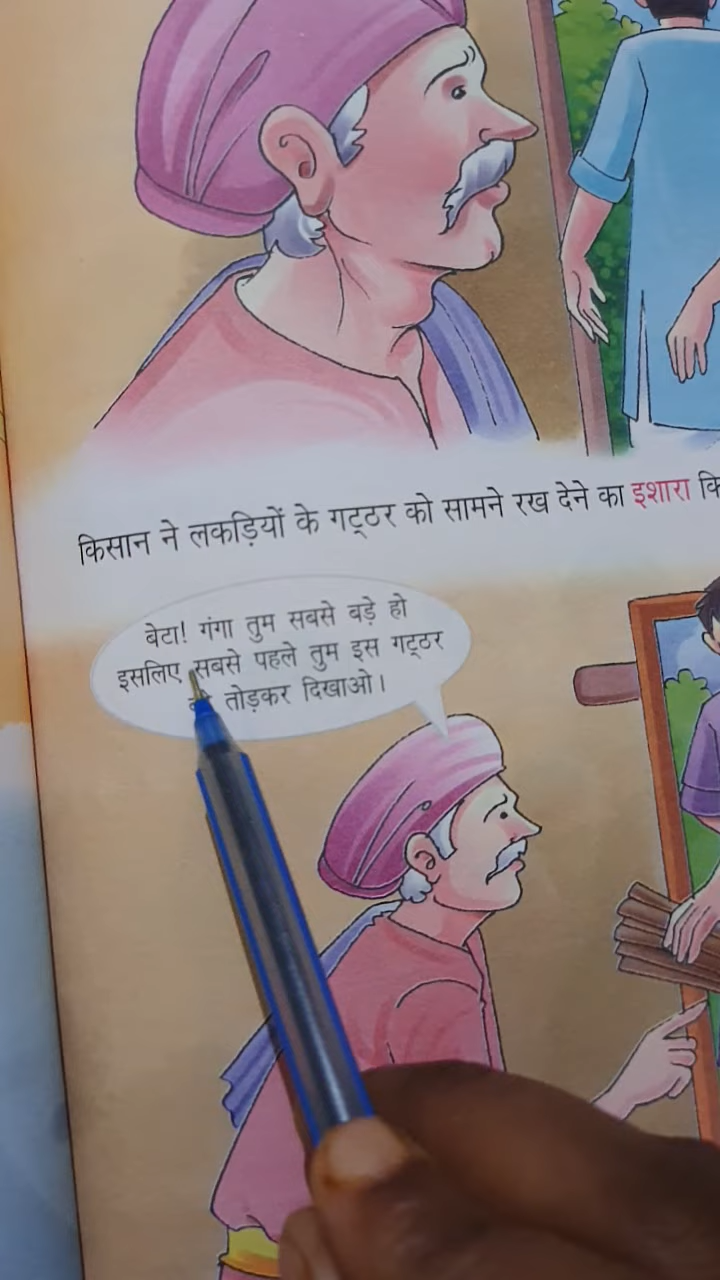 किसान ने लकड़ियों के गट्ठर को सामने रख देने का इशारा
बेटा! गंगा तुम सबसे बड़े हो
इसलिए सबसे पहले तुम इस गट्ठर
तोड़कर दिखाओ।